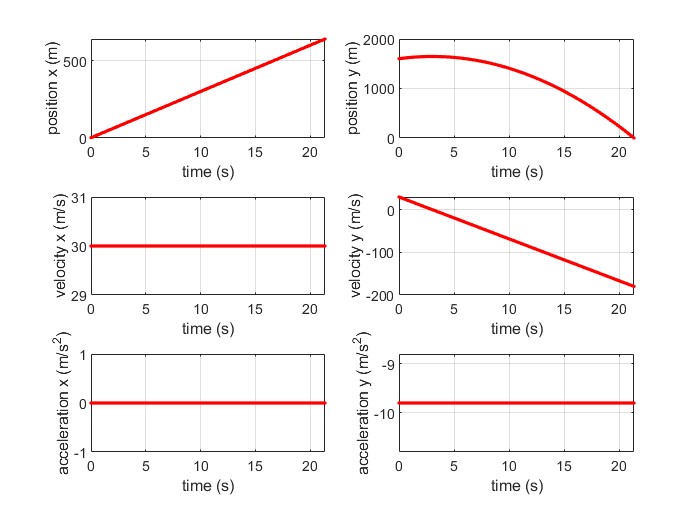 position x (m)
500
0
0 5 10 15 20
time (s)
position y (m)
2000
1000
0
0 5 10 15 20
time (s)
velocity x (m/s)
31
30
29
0 5 10 15 20
time (s)
velocity y (m/s)
0
-100
-200
0 5 10 15 20
time (s)
acceleration x (m/s²)
1
0
-1
0 5 10 15 20
time (s)
acceleration y (m/s²)
-9
-10
0 5 10 15 20
time (s)